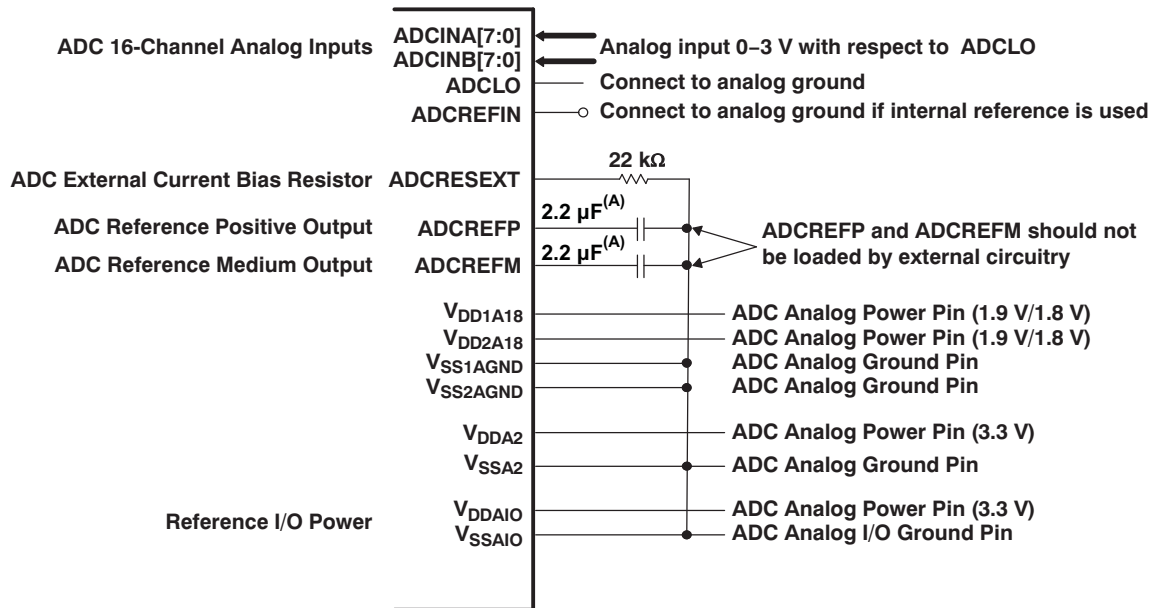 ADC 16-Channel Analog Inputs
ADCINA[7:0]
ADCINB[7:0]
Analog input 0–3 V with respect to ADCLO
ADCLO
Connect to analog ground
ADCREFIN
Connect to analog ground if internal reference is used
22 kΩ
ADC External Current Bias Resistor ADCRESEXT
ADC Reference Positive Output ADCREFP 2.2 µF(A)
ADC Reference Medium Output ADCREFM 2.2 µF(A)
ADCREFP and ADCREFM should not
be loaded by external circuitry
VDD1A18 ADC Analog Power Pin (1.9 V/1.8 V)
VDD2A18 ADC Analog Power Pin (1.9 V/1.8 V)
VSS1AGND ADC Analog Ground Pin
VSS2AGND ADC Analog Ground Pin
VDDA2 ADC Analog Power Pin (3.3 V)
VSSA2 ADC Analog Ground Pin
Reference I/O Power
VDDAIO ADC Analog Power Pin (3.3 V)
VSSAIO ADC Analog I/O Ground Pin